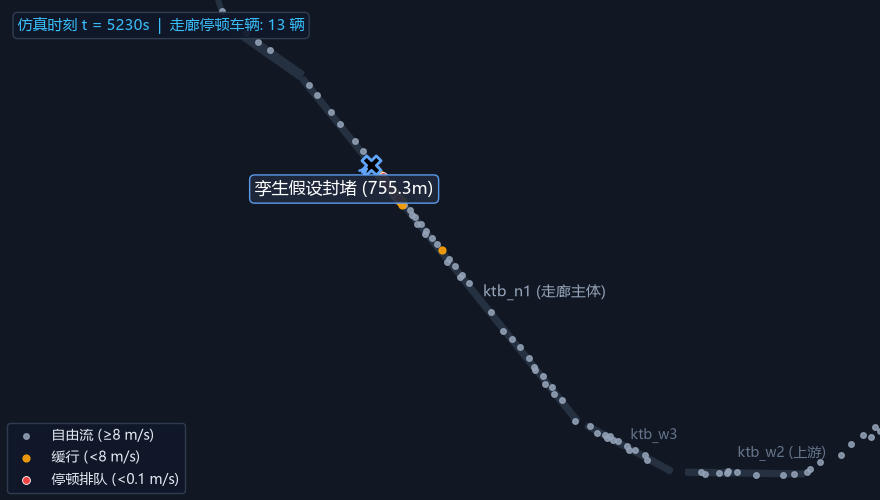 仿真时刻 t = 5230s | 走廊停顿车辆: 13 辆
孪生假设封堵 (755.3m)
ktb_n1 (走廊主体)
ktb_w3
ktb_w2 (上游)
自由流 (≥8 m/s)
缓行 (<8 m/s)
停顿排队 (<0.1 m/s)